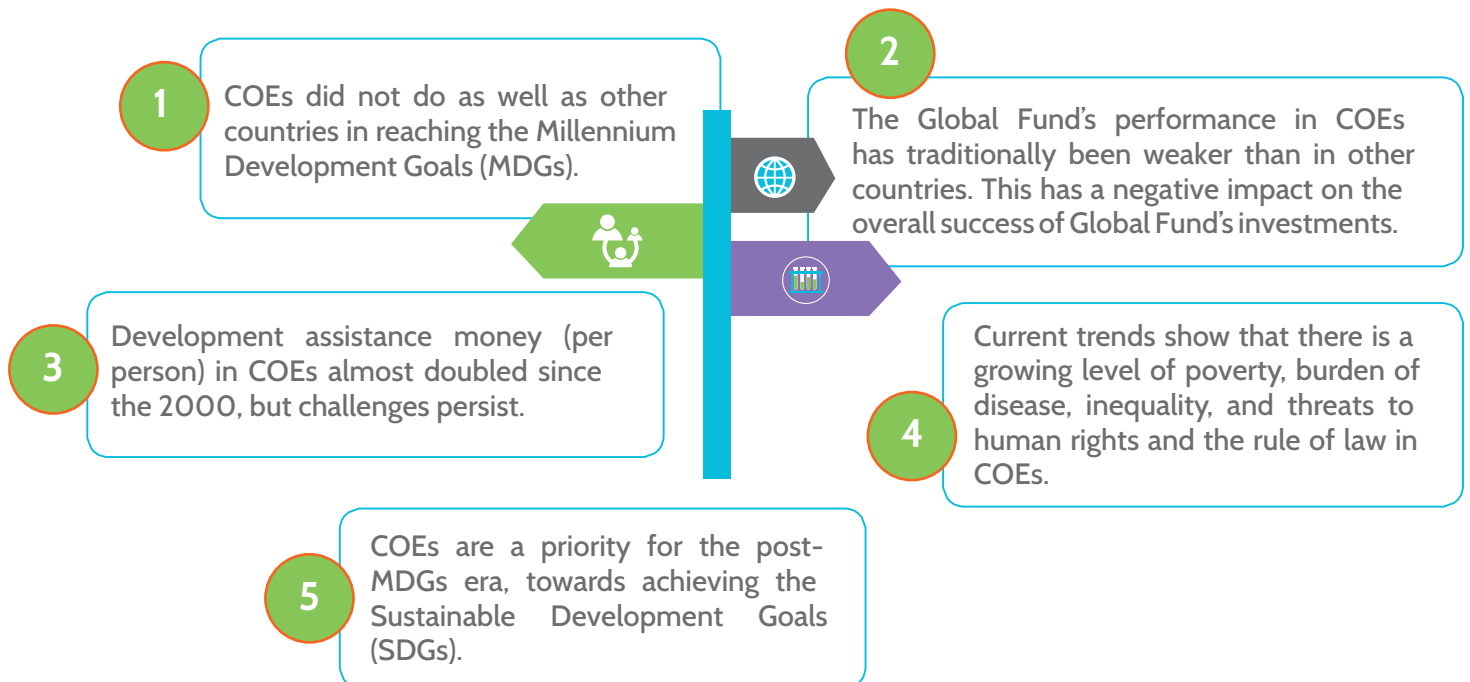 1
COEs did not do as well as other
countries in reaching the Millennium
Development Goals (MDGs).
2
The Global Fund's performance in COEs
has traditionally been weaker than in other
countries. This has a negative impact on the
overall success of Global Fund's investments.
3
Development assistance money (per
person) in COEs almost doubled since
the 2000, but challenges persist.
4
Current trends show that there is a
growing level of poverty, burden of
disease, inequality, and threats to
human rights and the rule of law in
COEs.
5
COEs are a priority for the post-
MDGs era, towards achieving the
Sustainable Development Goals
(SDGs).